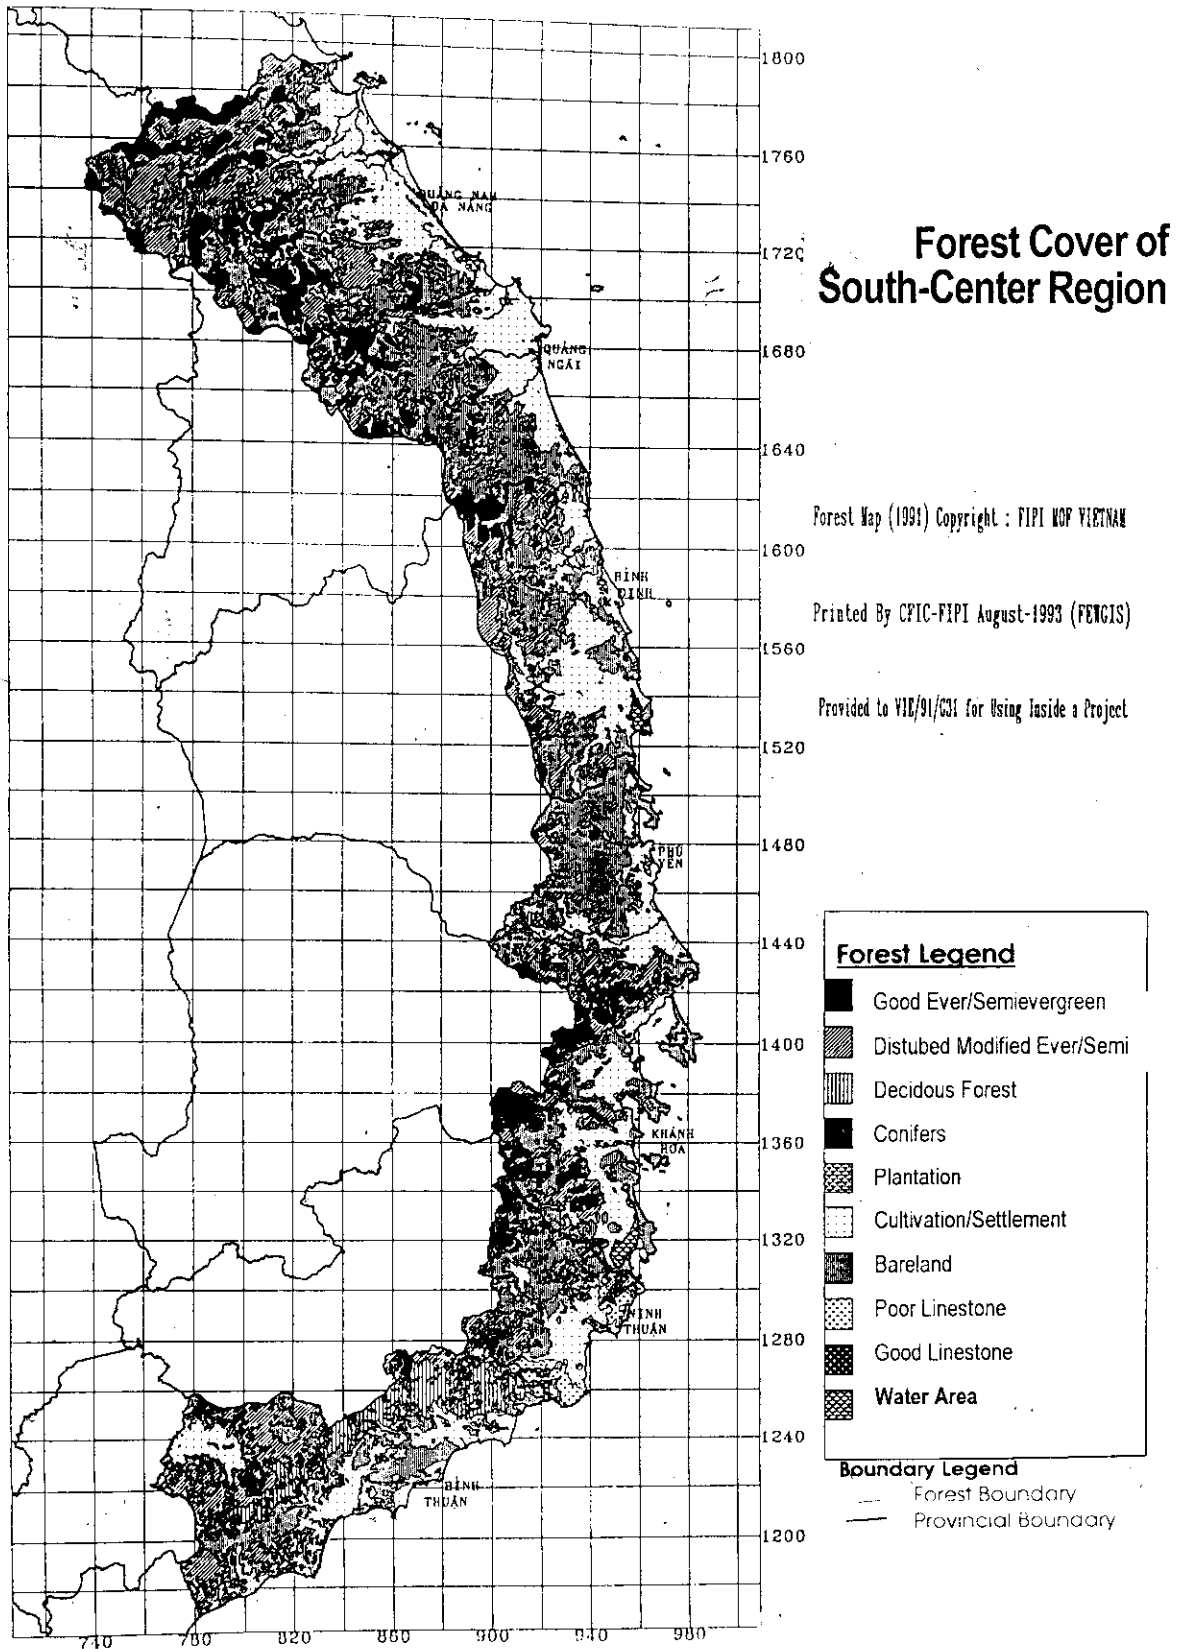 1800
1760
QUẢNG NAM
ĐÀ NẴNG
1720
Forest Cover of
South-Center Region
QUẢNG
NGÃI
1680
1640
Forest Map (1991) Copyright : FIPI MOF VIETNAM
1600
BÌNH
ĐỊNH
Printed By CFIC-FIPI August-1993 (FEWGIS)
1560
Provided to VIE/91/C31 for Using Inside a Project
1520
1480
PHÚ
YÊN
1440
Forest Legend
Good Ever/Semievergreen
1400
Distubed Modified Ever/Semi
Decidous Forest
KHÁNH
HÒA
1360
Conifers
Plantation
Cultivation/Settlement
1320
Bareland
NINH
THUẬN
Poor Linestone
1280
Good Linestone
Water Area
1240
Boundary Legend
BÌNH
THUẬN
Forest Boundary
Provincial Boundary
1200
740 780 820 860 900 940 980